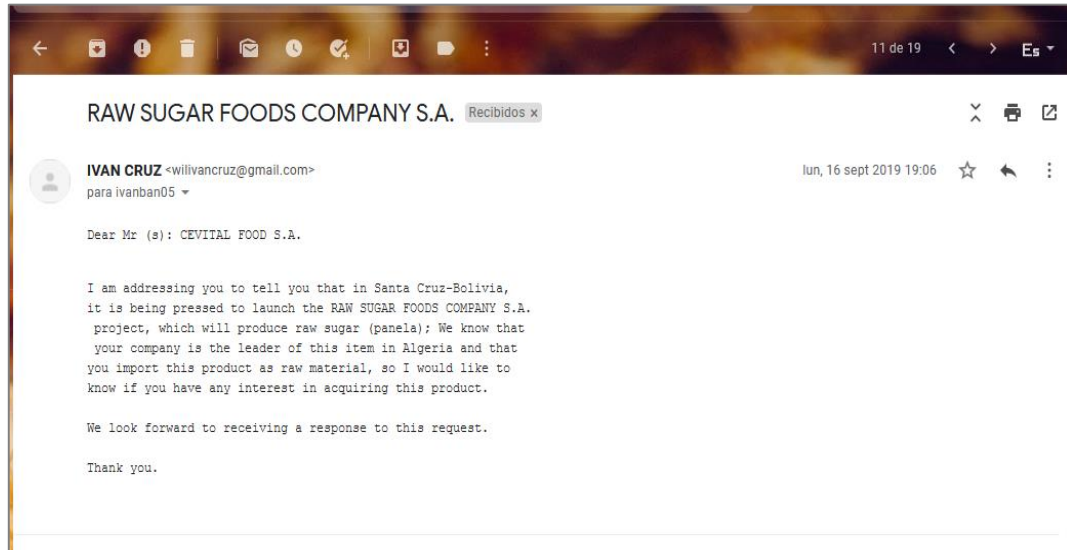 11 de 19
Es
RAW SUGAR FOODS COMPANY S.A. Recibidos x
IVAN CRUZ <wilivancruz@gmail.com> lun, 16 sept 2019 19:06
para ivanban05
Dear Mr (s): CEVITAL FOOD S.A.
I am addressing you to tell you that in Santa Cruz-Bolivia,
it is being pressed to launch the RAW SUGAR FOODS COMPANY S.A.
project, which will produce raw sugar (panela); We know that
your company is the leader of this item in Algeria and that
you import this product as raw material, so I would like to
know if you have any interest in acquiring this product.
We look forward to receiving a response to this request.
Thank you.